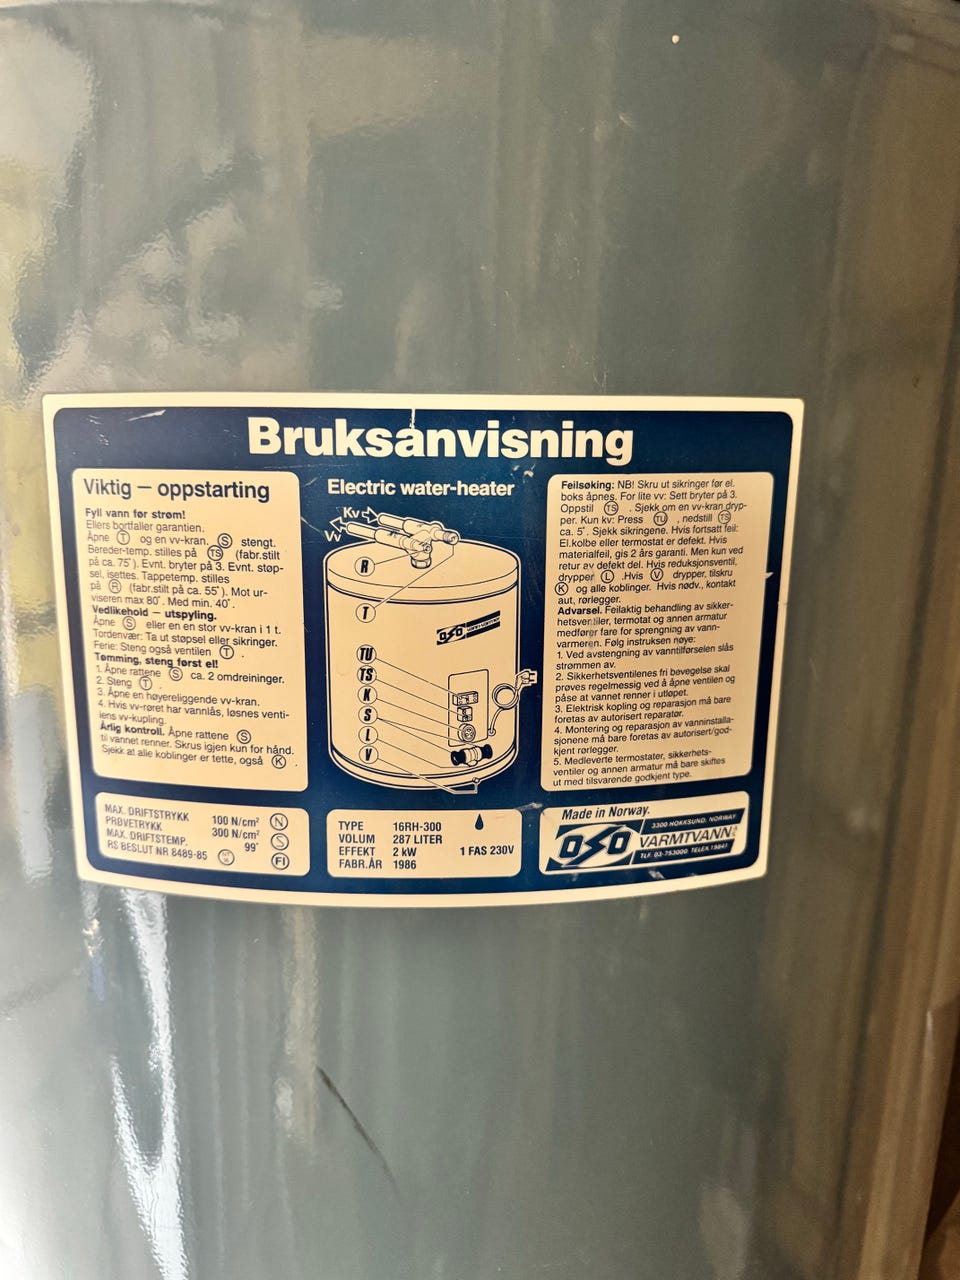 Bruksanvisning
Viktig – oppstarting
Fyll vann før strøm!
Ellers bortfaller garantien.
Åpne T og en vv-kran. S stengt.
Bereder-temp. stilles på TS (fabr.stilt
på ca. 75°). Evnt. bryter på 3. Evnt. støp-
sel, isettes. Tappetemp. stilles
på R (fabr.stilt på ca. 55°). Mot ur-
viseren max 80°. Med min. 40°.
Vedlikehold – utspyling.
Åpne S eller en en stor vv-kran i 1 t.
Tordenvær: Ta ut støpsel eller sikringer.
Ferie: Steng også ventilen T.
Tømming, steng først el!
1. Åpne rattene S ca. 2 omdreininger.
2. Steng T.
3. Åpne en høyereliggende vv-kran.
4. Hvis vv-røret har vannlås, løsnes venti-
lens vv-kupling.
Årlig kontroll. Åpne rattene S
til vannet renner. Skrus igjen kun for hånd.
Sjekk at alle koblinger er tette, også K.
Electric water-heater
Kv
Vv
R
T
TU
TS
K
S
L
V
OSO
Feilsøking: NB! Skru ut sikringer før el.
boks åpnes. For lite vv: Sett bryter på 3.
Oppstil TS. Sjekk om en vv-kran dryp-
per. Kun kv: Press TU, nedstill TS
ca. 5°. Sjekk sikringene. Hvis fortsatt feil:
El.kolbe eller termostat er defekt. Hvis
materialfeil, gis 2 års garanti. Men kun ved
retur av defekt del. Hvis reduksjonsventil,
drypper L. Hvis V drypper, tilskru
K og alle koblinger. Hvis nødv., kontakt
aut, rørlegger.
Advarsel. Feilaktig behandling av sikker-
hetsventiler, termotat og annen armatur
medfører fare for sprengning av vann-
varmeren. Følg instruksen nøye:
1. Ved avstengning av vanntilførselen slås
strømmen av.
2. Sikkerhetsventilenes fri bevegelse skal
prøves regelmessig ved å åpne ventilen og
påse at vannet renner i utløpet.
3. Elektrisk kopling og reparasjon må bare
foretas av autorisert reparatør.
4. Montering og reparasjon av vanninstalla-
sjonene må bare foretas av autorisert/god-
kjent rørlegger.
5. Medleverte termostater, sikkerhets-
ventiler og annen armatur må bare skiftes
ut med tilsvarende godkjent type.
MAX. DRIFTSTRYKK 100 N/cm² N
PRØVETRYKK 300 N/cm² S
MAX. DRIFTSTEMP. 99°
RS BESLUT NR 8489-85 FI
TYPE 16RH-300
VOLUM 287 LITER
EFFEKT 2 kW 1 FAS 230V
FABR.ÅR 1986
Made in Norway.
OSO
3300 HOKKSUND, NORWAY
VARMTVANN
TLF. 03-753000. TELEX 19841